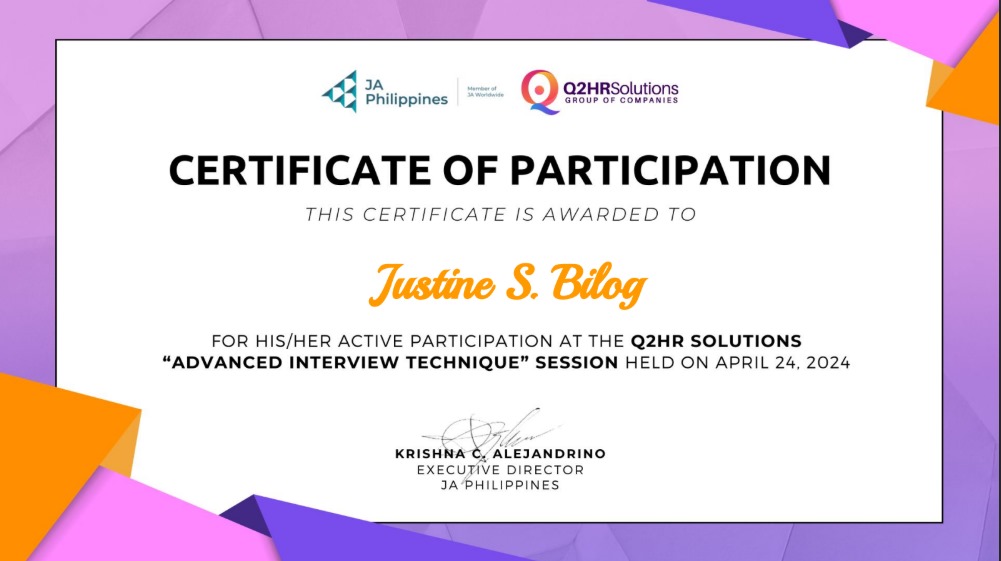 JA
Philippines
Member of
JA Worldwide
Q2HRSolutions
GROUP OF COMPANIES
CERTIFICATE OF PARTICIPATION
THIS CERTIFICATE IS AWARDED TO
Justine S. Bilog
FOR HIS/HER ACTIVE PARTICIPATION AT THE Q2HR SOLUTIONS
“ADVANCED INTERVIEW TECHNIQUE” SESSION HELD ON APRIL 24, 2024
KRISHNA C. ALEJANDRINO
EXECUTIVE DIRECTOR
JA PHILIPPINES